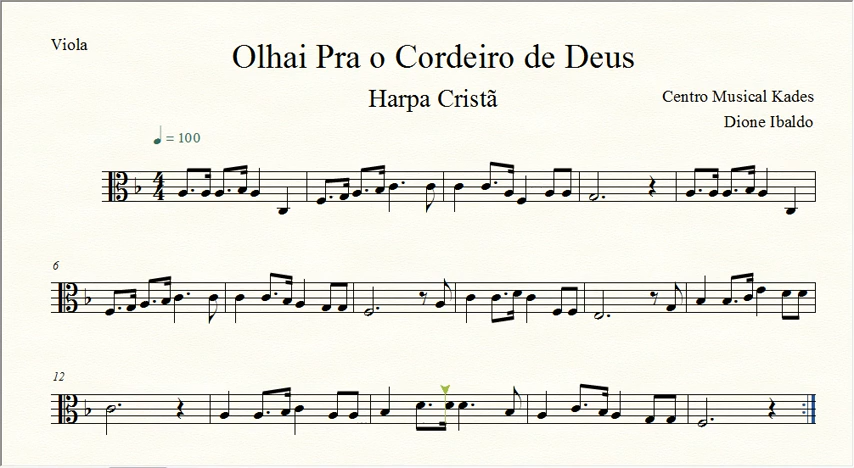 Viola
Olhai Pra o Cordeiro de Deus
Harpa Cristã
Centro Musical Kades
Dione Ibaldo
= 100
4
4
6
12